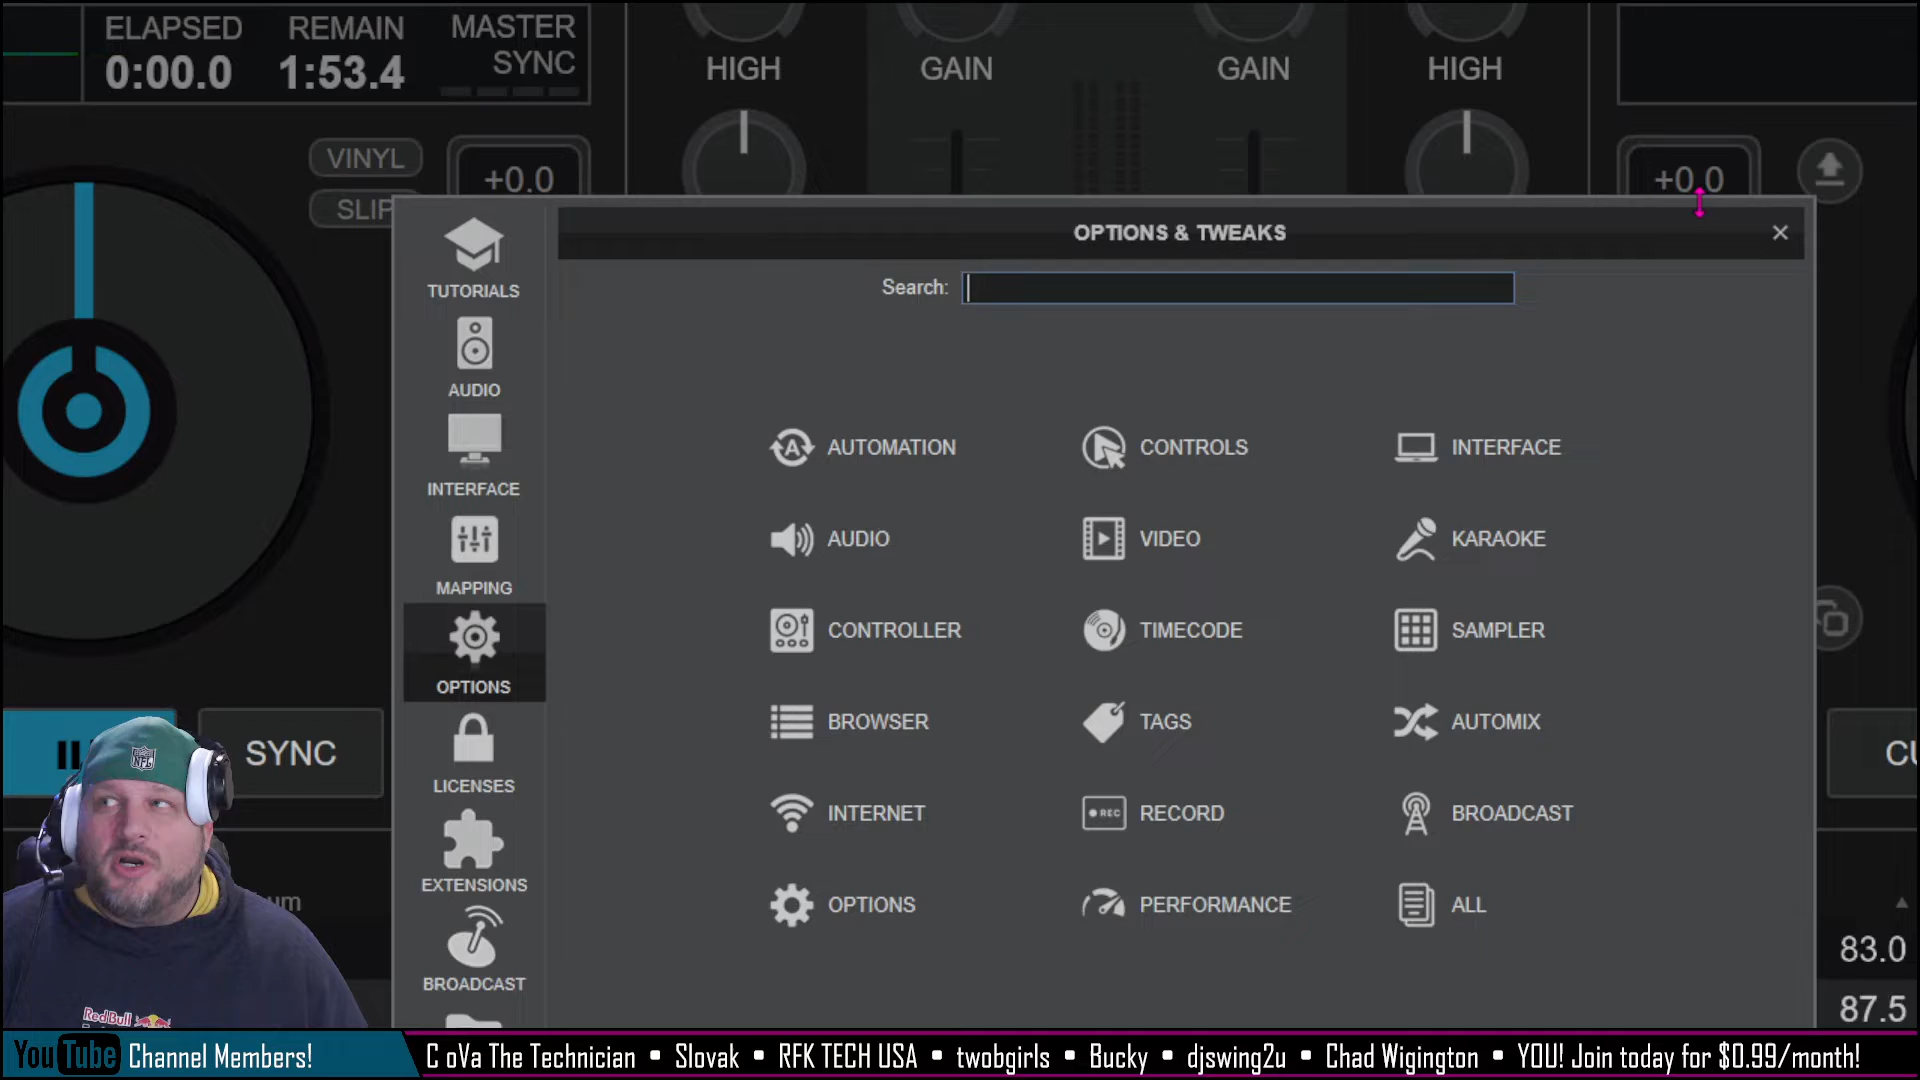 ELAPSED
0:00.0
REMAIN
1:53.4
MASTER
SYNC
HIGH
GAIN
GAIN
HIGH
VINYL
SLIP
+0.0
+0.0
OPTIONS & TWEAKS
Search:
TUTORIALS
AUDIO
INTERFACE
MAPPING
OPTIONS
LICENSES
EXTENSIONS
BROADCAST
AUTOMATION
CONTROLS
INTERFACE
AUDIO
VIDEO
KARAOKE
CONTROLLER
TIMECODE
SAMPLER
BROWSER
TAGS
AUTOMIX
INTERNET
REC
RECORD
BROADCAST
OPTIONS
PERFORMANCE
ALL
SYNC
NFL
RedBull
83.0
87.5
YouTube Channel Members!
C oVa The Technician • Slovak • RFK TECH USA • twobgirls • Bucky • djswing2u • Chad Wigington • YOU! Join today for $0.99/month!